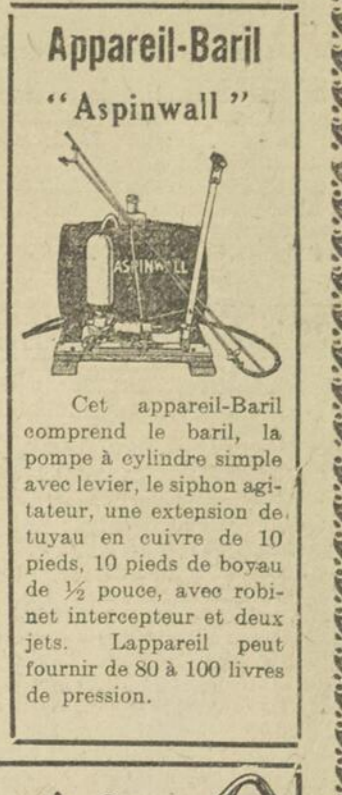 Appareil-Baril
“Aspinwall”
ASPINWALL
Cet appareil-Baril
comprend le baril, la
pompe à cylindre simple
avec levier, le siphon agi-
tateur, une extension de
tuyau en cuivre de 10
pieds, 10 pieds de boyau
de ½ pouce, avec robi-
net intercepteur et deux
jets. Lappareil peut
fournir de 80 à 100 livres
de pression.